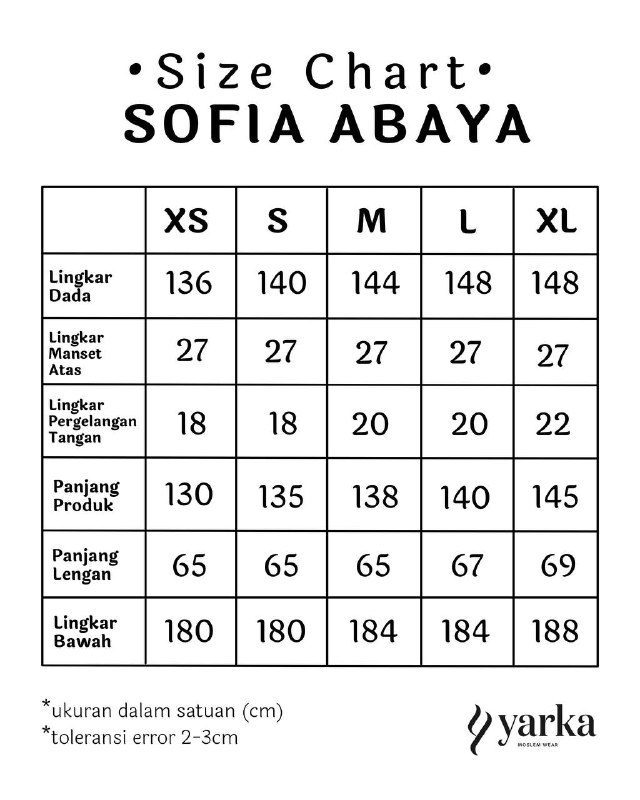 •Size Chart•
SOFIA ABAYA
XS S M L XL
Lingkar
Dada
136 140 144 148 148
Lingkar
Manset
Atas
27 27 27 27 27
Lingkar
Pergelangan
Tangan
18 18 20 20 22
Panjang
Produk
130 135 138 140 145
Panjang
Lengan
65 65 65 67 69
Lingkar
Bawah
180 180 184 184 188
*ukuran dalam satuan (cm)
*toleransi error 2-3cm
yarka
MOSLEM WEAR